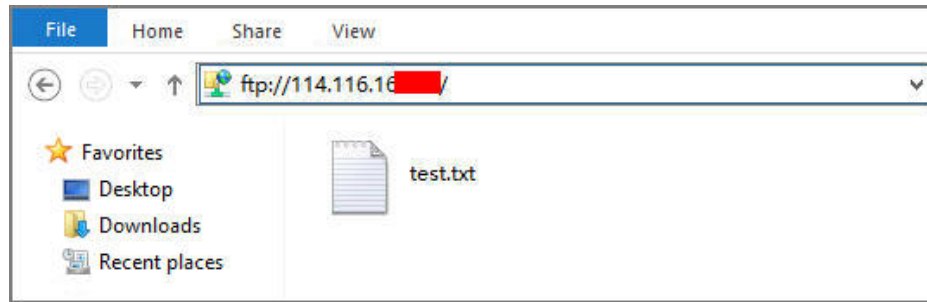 File Home Share View
ftp://114.116.16 /
Favorites
Desktop
Downloads
Recent places
test.txt